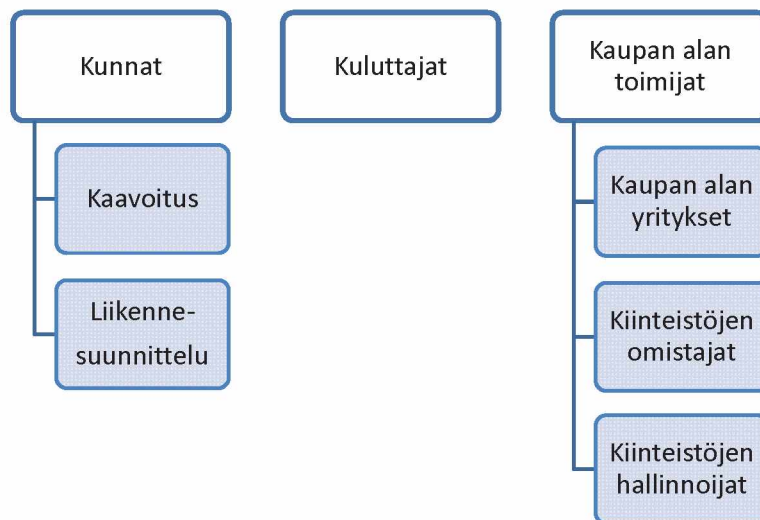 Kunnat
Kaavoitus
Liikenne-
suunnittelu
Kuluttajat
Kaupan alan
toimijat
Kaupan alan
yritykset
Kiinteistöjen
omistajat
Kiinteistöjen
hallinnoijat